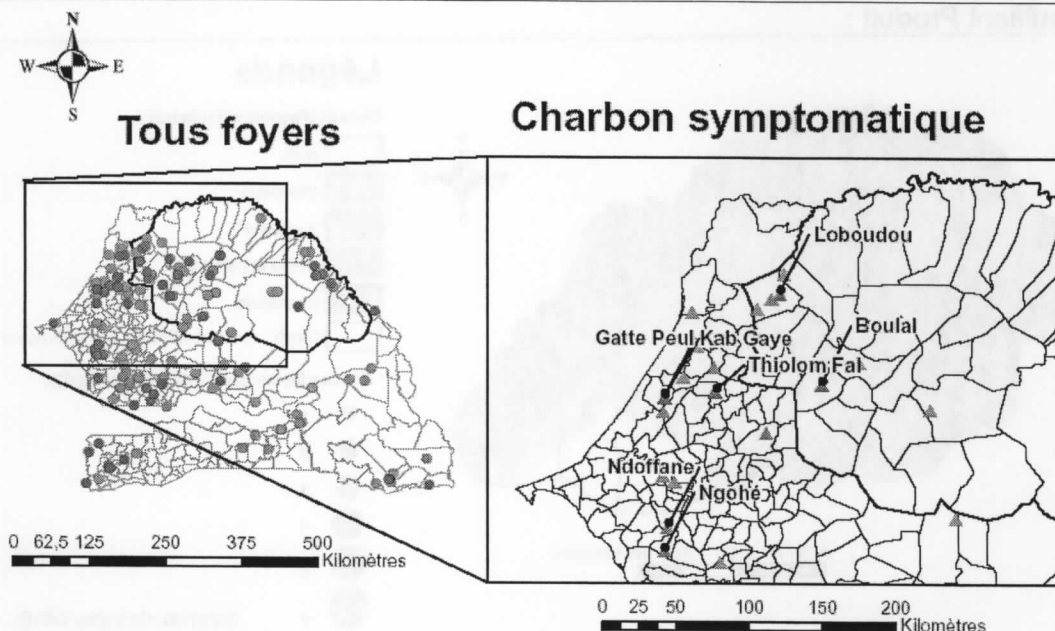 N
W E
S
Tous foyers
Charbon symptomatique
Loboudou
Gatte Peul Kab Gaye
Boulal
Thiolom Fal
Ndoffane
Ngohé
0 62,5 125 250 375 500
Kilomètres
0 25 50 100 150 200
Kilomètres